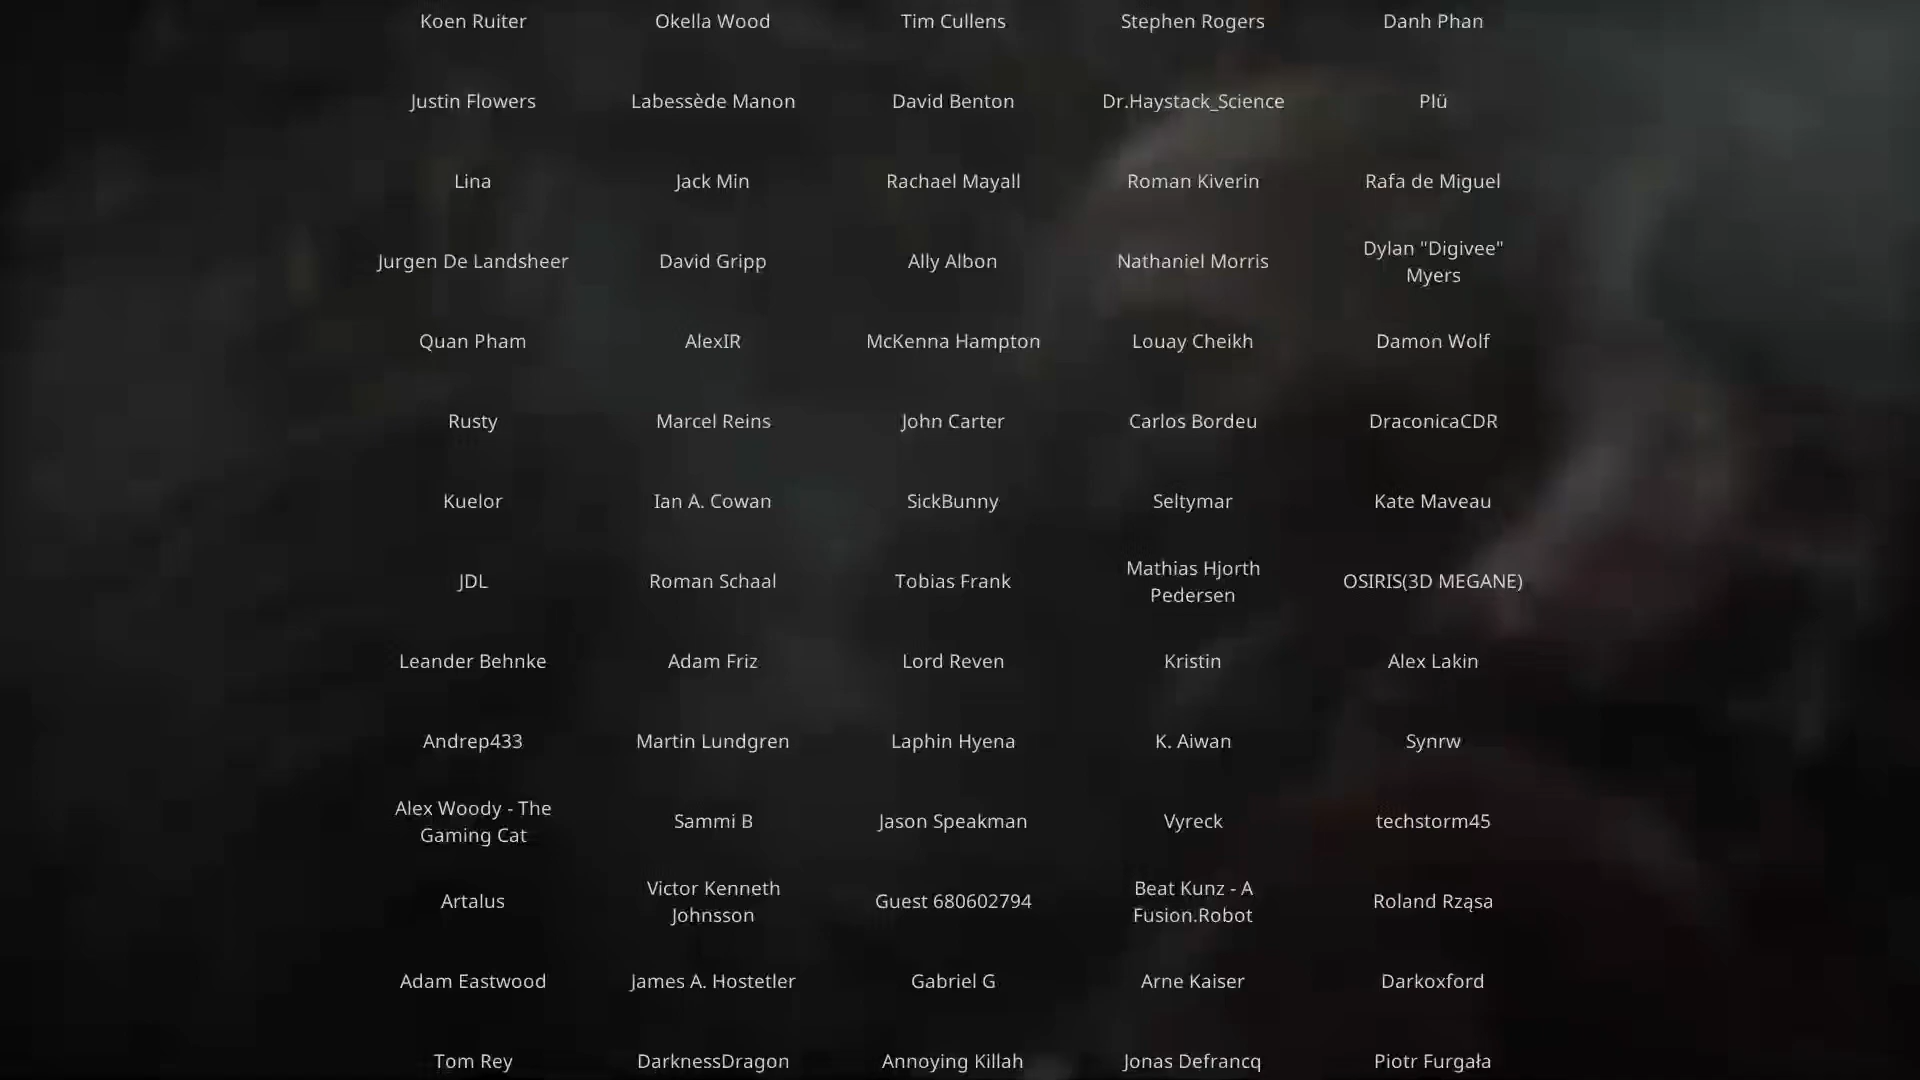 Koen Ruiter Okella Wood Tim Cullens Stephen Rogers Danh Phan
Justin Flowers Labessède Manon David Benton Dr.Haystack_Science Plü
Lina Jack Min Rachael Mayall Roman Kiverin Rafa de Miguel
Jurgen De Landsheer David Gripp Ally Albon Nathaniel Morris Dylan "Digivee"
Myers
Quan Pham AlexIR McKenna Hampton Louay Cheikh Damon Wolf
Rusty Marcel Reins John Carter Carlos Bordeu DraconicaCDR
Kuelor Ian A. Cowan SickBunny Seltymar Kate Maveau
JDL Roman Schaal Tobias Frank Mathias Hjorth
Pedersen OSIRIS(3D MEGANE)
Leander Behnke Adam Friz Lord Reven Kristin Alex Lakin
Andrep433 Martin Lundgren Laphin Hyena K. Aiwan Synrw
Alex Woody - The
Gaming Cat Sammi B Jason Speakman Vyreck techstorm45
Artalus Victor Kenneth
Johnsson Guest 680602794 Beat Kunz - A
Fusion.Robot Roland Rząsa
Adam Eastwood James A. Hostetler Gabriel G Arne Kaiser Darkoxford
Tom Rey DarknessDragon Annoying Killah Jonas Defrancq Piotr Furgała